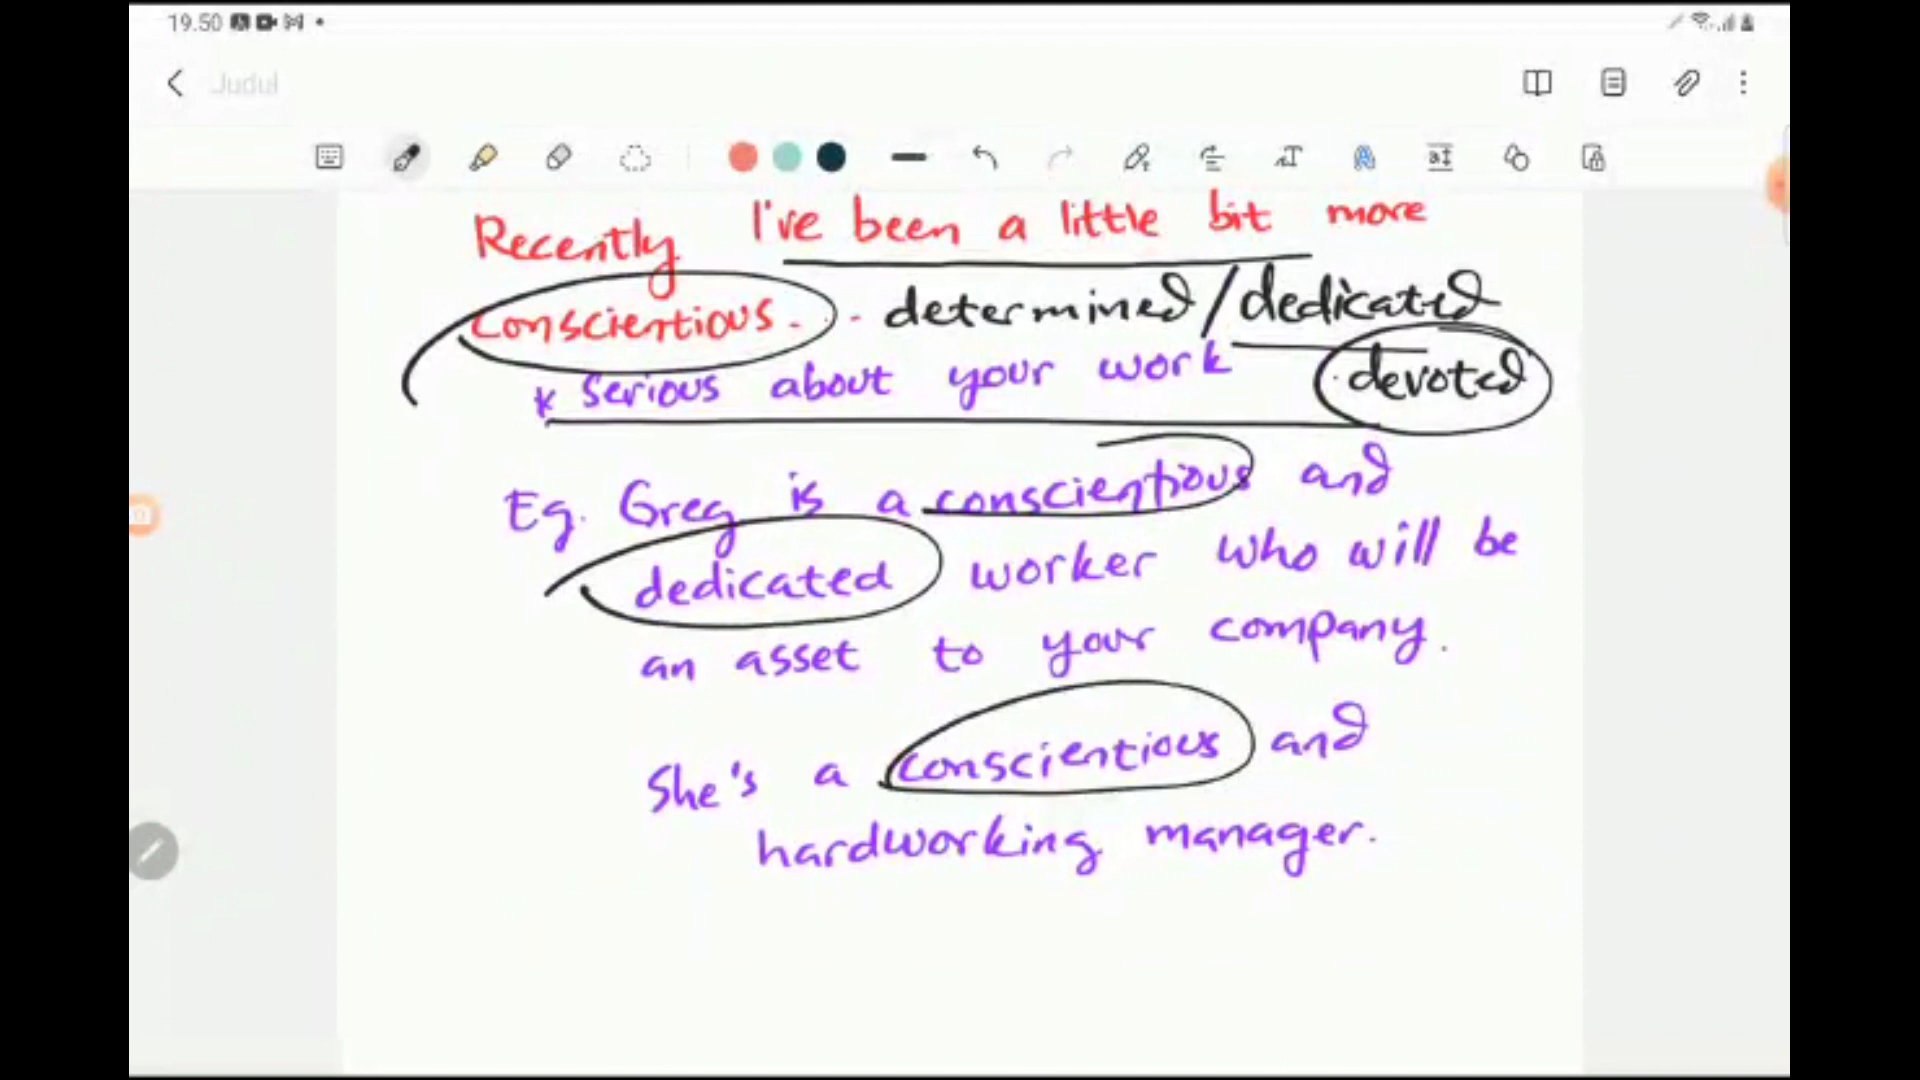 19.50
Judul
Recently I've been a little bit more
conscientious. . - determined/dedicated
* Serious about your work devoted
Eg. Greg is a conscientious and
dedicated worker who will be
an asset to your company.
She's a conscientious and
hardworking manager.